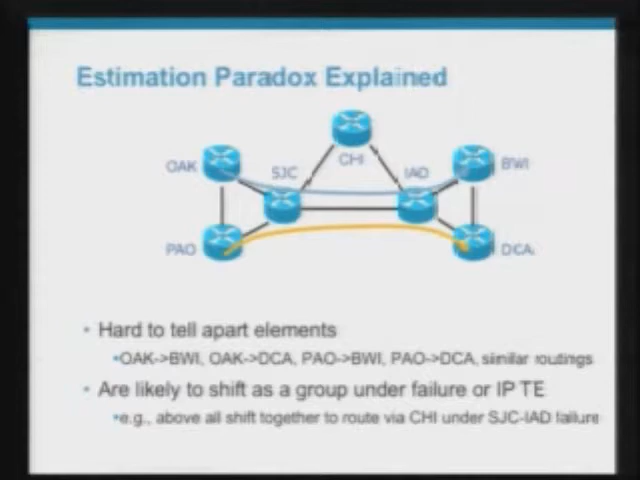 Estimation Paradox Explained
CHI
OAK
SJC
IAD
BWI
PAO
DCA
• Hard to tell apart elements
•OAK->BWI, OAK->DCA, PAO->BWI, PAO->DCA, similar routings
• Are likely to shift as a group under failure or IP TE
•e.g., above all shift together to route via CHI under SJC-IAD failure